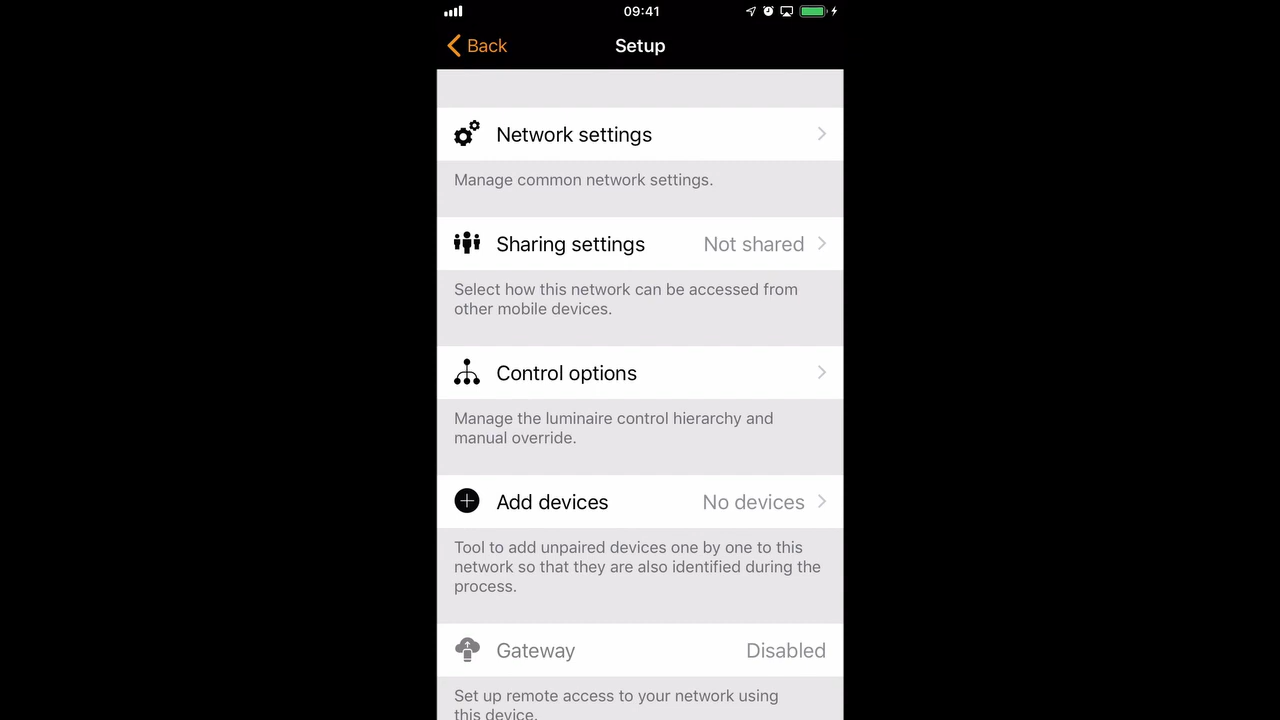 09:41
Back
Setup
Network settings
Manage common network settings.
Sharing settings Not shared
Select how this network can be accessed from
other mobile devices.
Control options
Manage the luminaire control hierarchy and
manual override.
Add devices No devices
Tool to add unpaired devices one by one to this
network so that they are also identified during the
process.
Gateway Disabled
Set up remote access to your network using
this device.